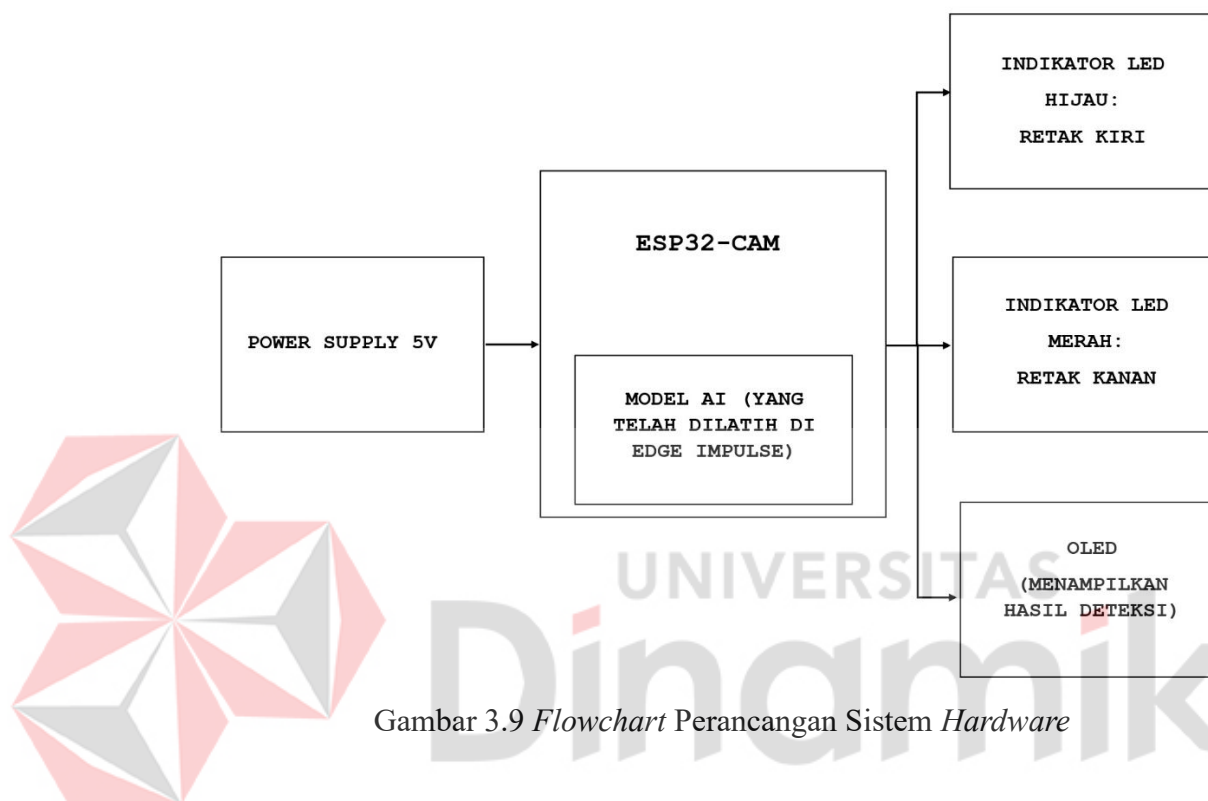 INDIKATOR LED
HIJAU:
RETAK KIRI
ESP32-CAM
POWER SUPPLY 5V
MODEL AI (YANG
TELAH DILATIH DI
EDGE IMPULSE)
INDIKATOR LED
MERAH:
RETAK KANAN
OLED
(MENAMPILKAN
HASIL DETEKSI)
UNIVERSITAS
Dinamik
Gambar 3.9 Flowchart Perancangan Sistem Hardware